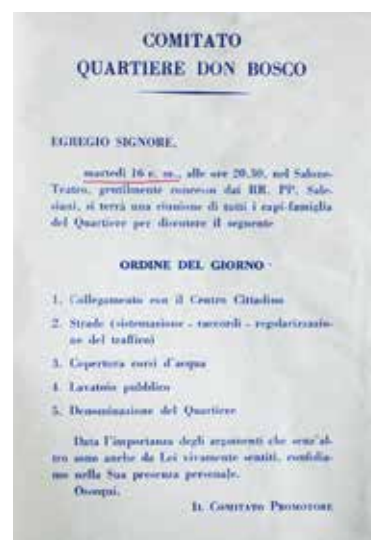 COMITATO
QUARTIERE DON BOSCO
EGREGIO SIGNORE,
martedì 16 c. m., alle ore 20.30, nel Salone-
Teatro, gentilmente concesso dai RR. PP. Sale-
siani, si terrà una riunione di tutti i capi-famiglia
del Quartiere per discutere il seguente
ORDINE DEL GIORNO
1. Collegamento con il Centro Cittadino
2. Strade (sistemazione - raccordi - regolarizzazio-
ne del traffico)
3. Copertura corsi d'acqua
4. Lavatoio pubblico
5. Denominazione del Quartiere
Data l'importanza degli argomenti che senz'al-
tro sono anche da Lei vivamente sentiti, confidia-
mo nella Sua presenza personale.
Ossequi.
IL COMITATO PROMOTORE